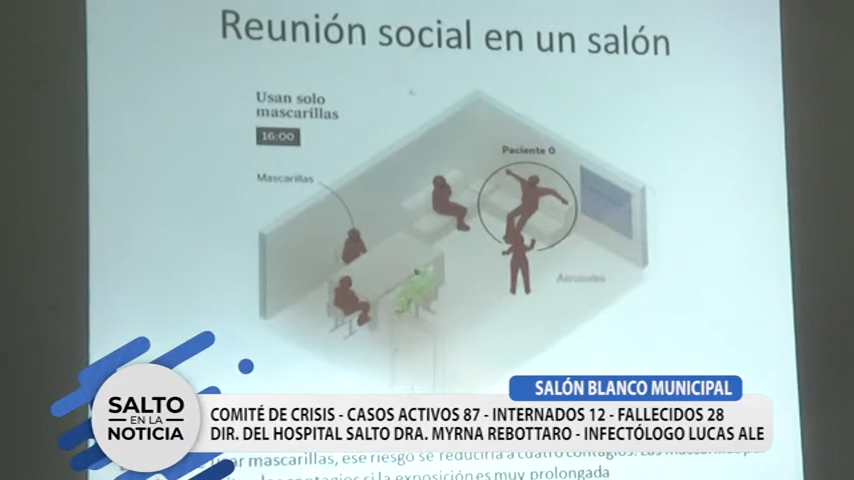 Reunión social en un salón
Usan solo
mascarillas
16:00
Mascarillas
Paciente 0
Aerosoles
SALÓN BLANCO MUNICIPAL
SALTO
EN LA
NOTICIA
COMITÉ DE CRISIS - CASOS ACTIVOS 87 - INTERNADOS 12 - FALLECIDOS 28
DIR. DEL HOSPITAL SALTO DRA. MYRNA REBOTTARO - INFECTÓLOGO LUCAS ALE
mascarillas, ese riesgo se reduciría a cuatro contagios. Las
contagios si la exposición es muy prolongada